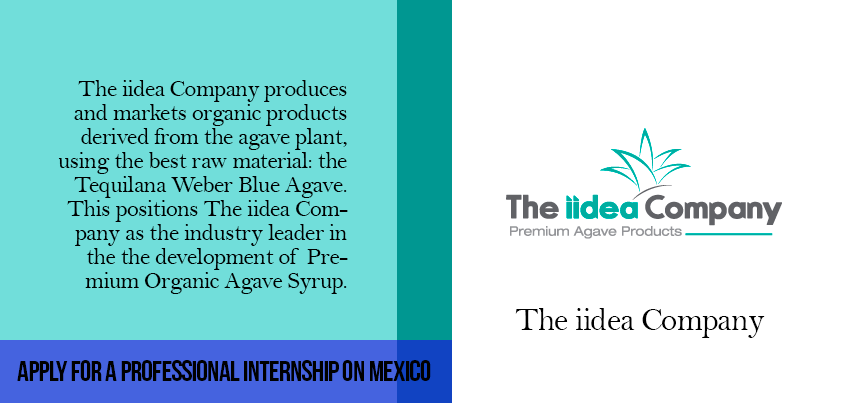 The iidea Company produces
and markets organic products
derived from the agave plant,
using the best raw material: the
Tequilana Weber Blue Agave.
This positions The iidea Com-
pany as the industry leader in
the the development of Pre-
mium Organic Agave Syrup.
APPLY FOR A PROFESSIONAL INTERNSHIP ON MEXICO
The iidea Company
Premium Agave Products
The iidea Company